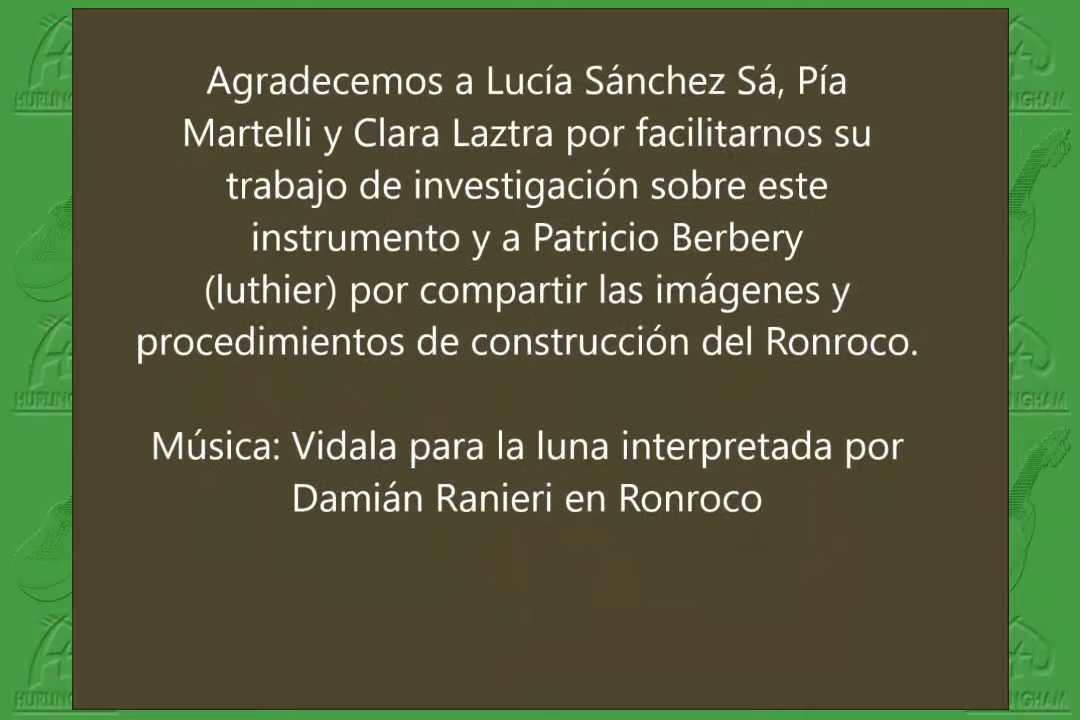 Agradecemos a Lucía Sánchez Sá, Pía
Martelli y Clara Laztra por facilitarnos su
trabajo de investigación sobre este
instrumento y a Patricio Berbery
(luthier) por compartir las imágenes y
procedimientos de construcción del Ronroco.
Música: Vidala para la luna interpretada por
Damián Ranieri en Ronroco